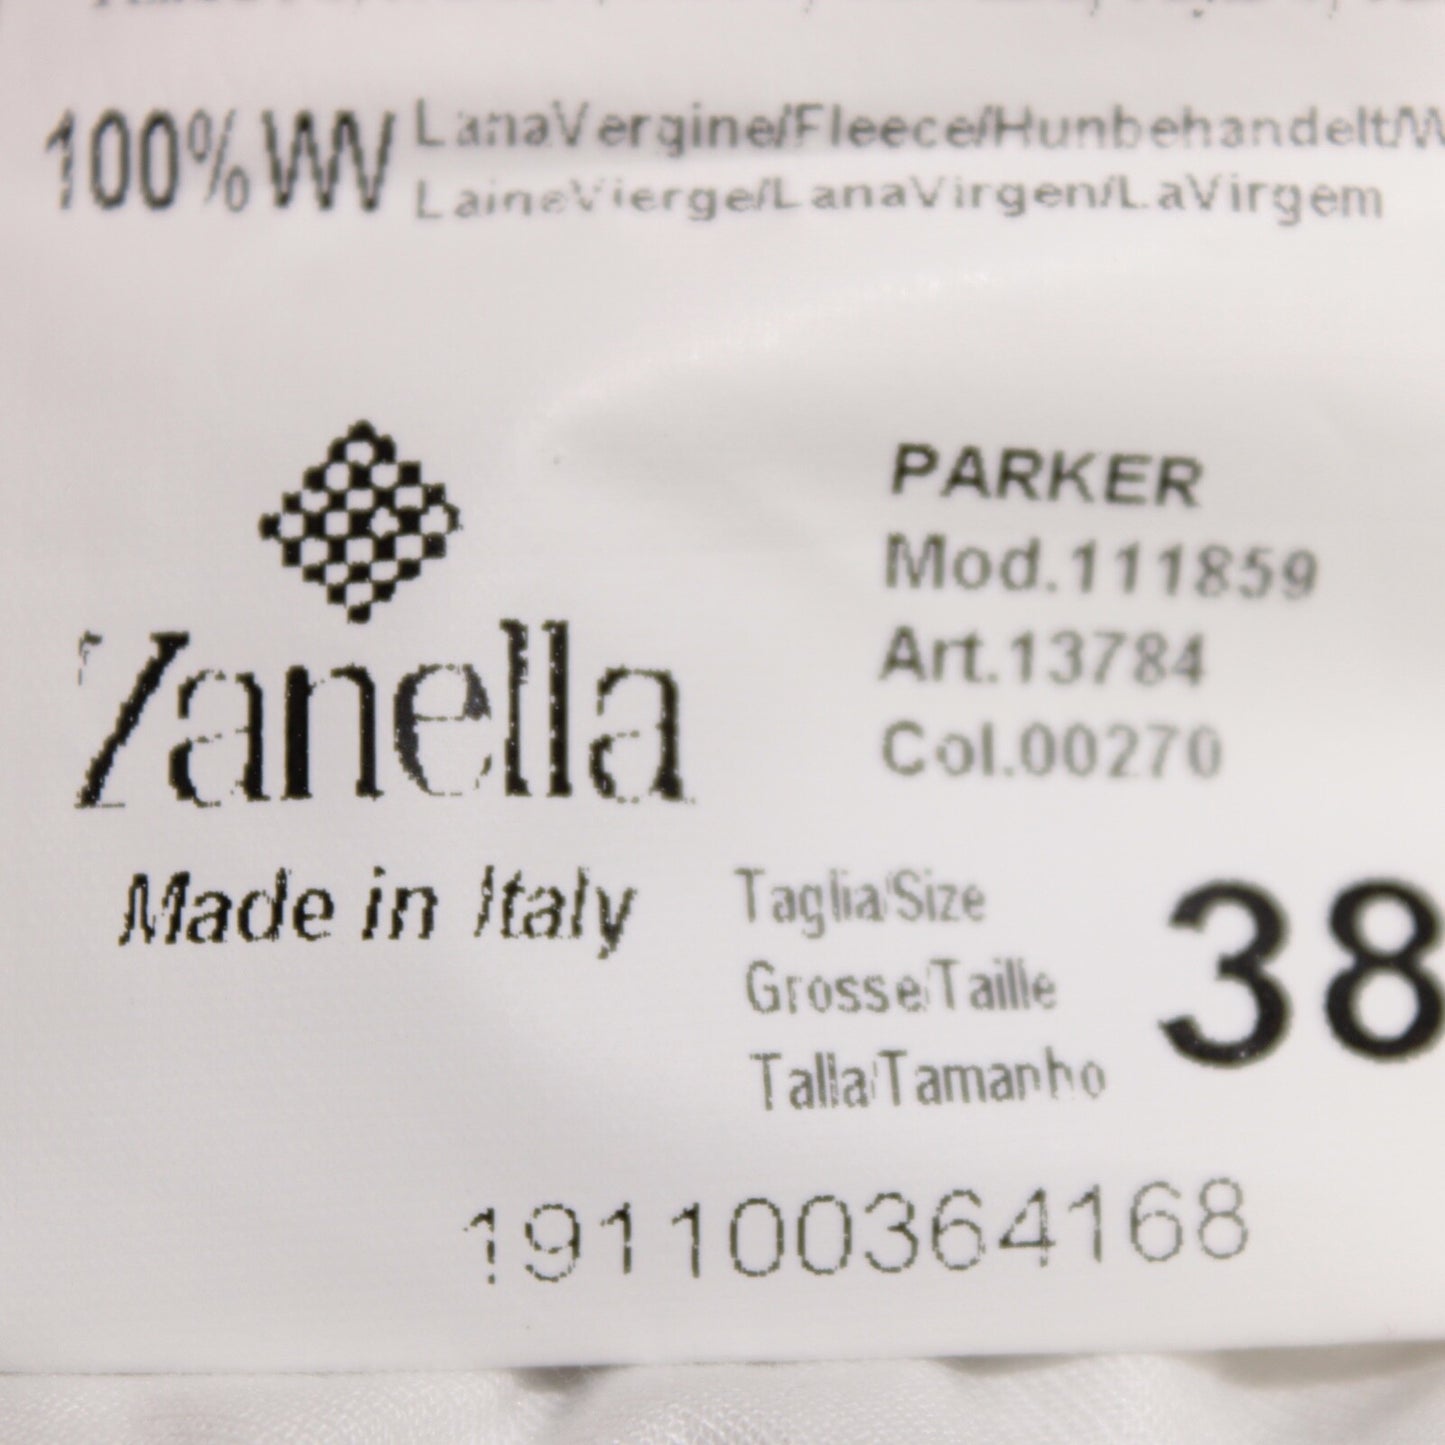 100% WV LanaVergine/Fleece/Hunbehandelt/W
LaineVierge/LanaVirgen/LaVirgem
Zanella
Made in Italy
PARKER
Mod.111859
Art.13784
Col.00270
Taglia/Size
Grosse/Taille
Talla/Tamanho
38
191100364168